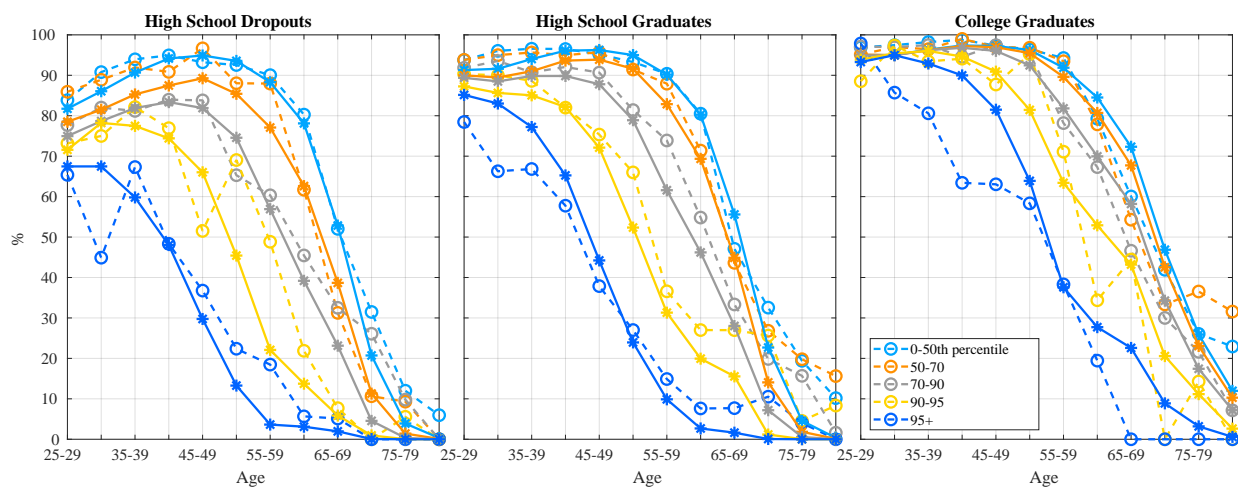 High School Dropouts
High School Graduates
College Graduates
100
90
80
70
60
50
40
30
20
10
0
%
25-29 35-39 45-49 55-59 65-69 75-79
25-29 35-39 45-49 55-59 65-69 75-79
25-29 35-39 45-49 55-59 65-69 75-79
Age
Age
Age
0-50th percentile
50-70
70-90
90-95
95+